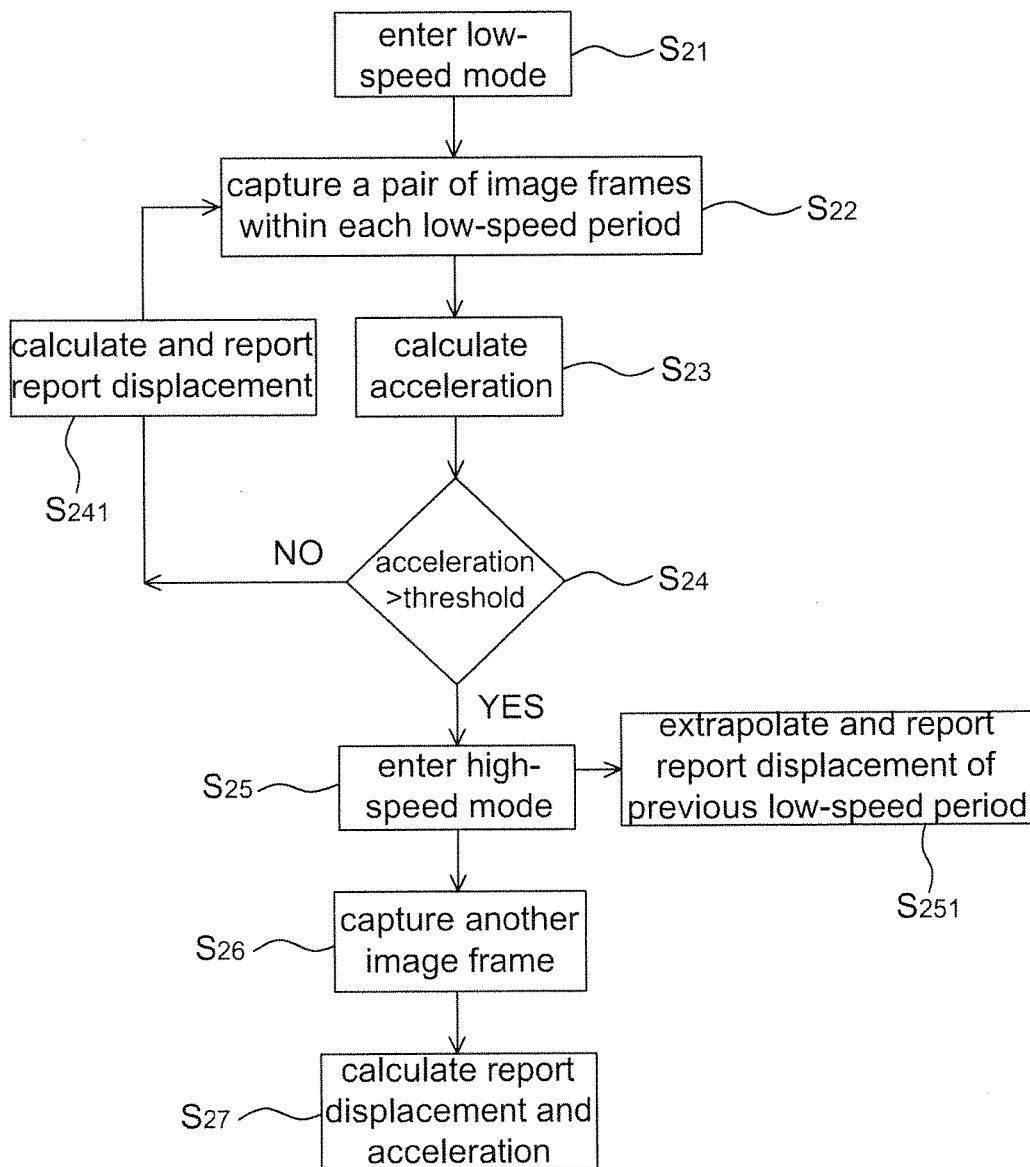 enter low-
speed mode
S21
capture a pair of image frames
within each low-speed period
S22
calculate and report
report displacement
S241
calculate
acceleration
S23
NO
acceleration
>threshold
S24
YES
enter high-
speed mode
S25
extrapolate and report
report displacement of
previous low-speed period
S251
capture another
image frame
S26
calculate report
displacement and
acceleration
S27